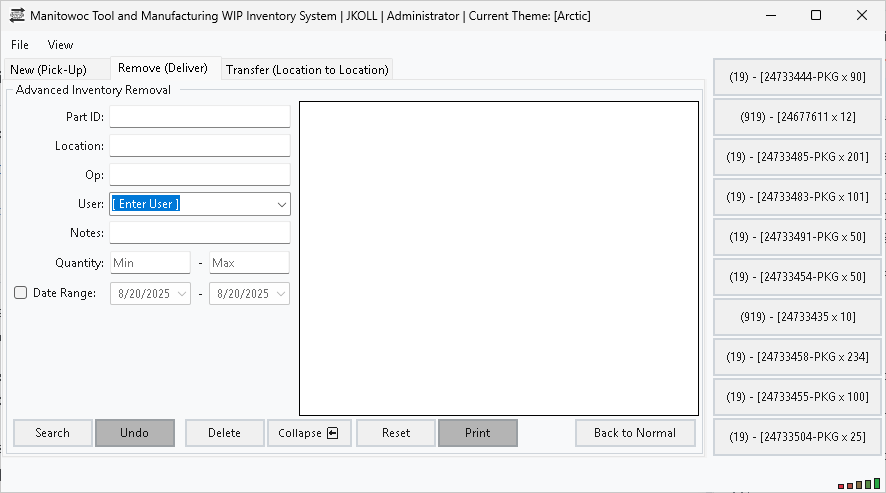 Manitowoc Tool and Manufacturing WIP Inventory System | JKOLL | Administrator | Current Theme: [Arctic]
File View
New (Pick-Up) Remove (Deliver) Transfer (Location to Location)
Advanced Inventory Removal
Part ID:
Location:
Op:
User: [ Enter User ]
Notes:
Quantity: Min - Max
Date Range: 8/20/2025 - 8/20/2025
Search Undo Delete Collapse Reset Print Back to Normal
(19) - [24733444-PKG x 90]
(919) - [24677611 x 12]
(19) - [24733485-PKG x 201]
(19) - [24733483-PKG x 101]
(19) - [24733491-PKG x 50]
(19) - [24733454-PKG x 50]
(919) - [24733435 x 10]
(19) - [24733458-PKG x 234]
(19) - [24733455-PKG x 100]
(19) - [24733504-PKG x 25]